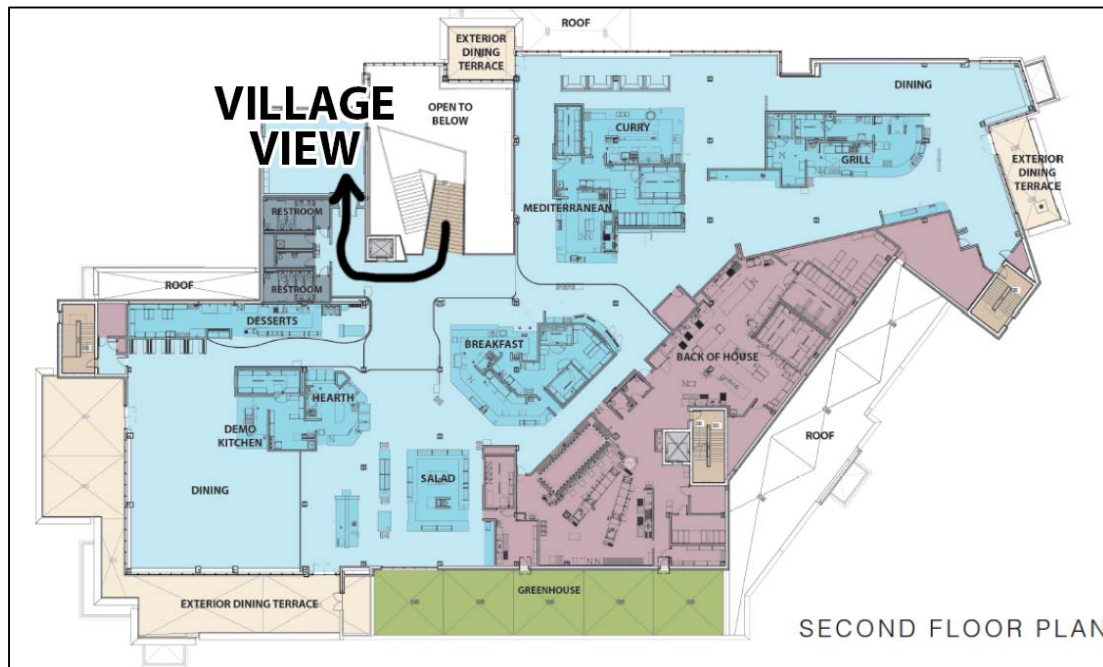 ROOF
EXTERIOR
DINING
TERRACE
DINING
VILLAGE
VIEW
OPEN TO
BELOW
CURRY
GRILL
EXTERIOR
DINING
TERRACE
RESTROOM
MEDITERRANEAN
RESTROOM
ROOF
DESSERTS
BREAKFAST
BACK OF HOUSE
HEARTH
DEMO
KITCHEN
ROOF
SALAD
DINING
GREENHOUSE
EXTERIOR DINING TERRACE
SECOND FLOOR PLAN